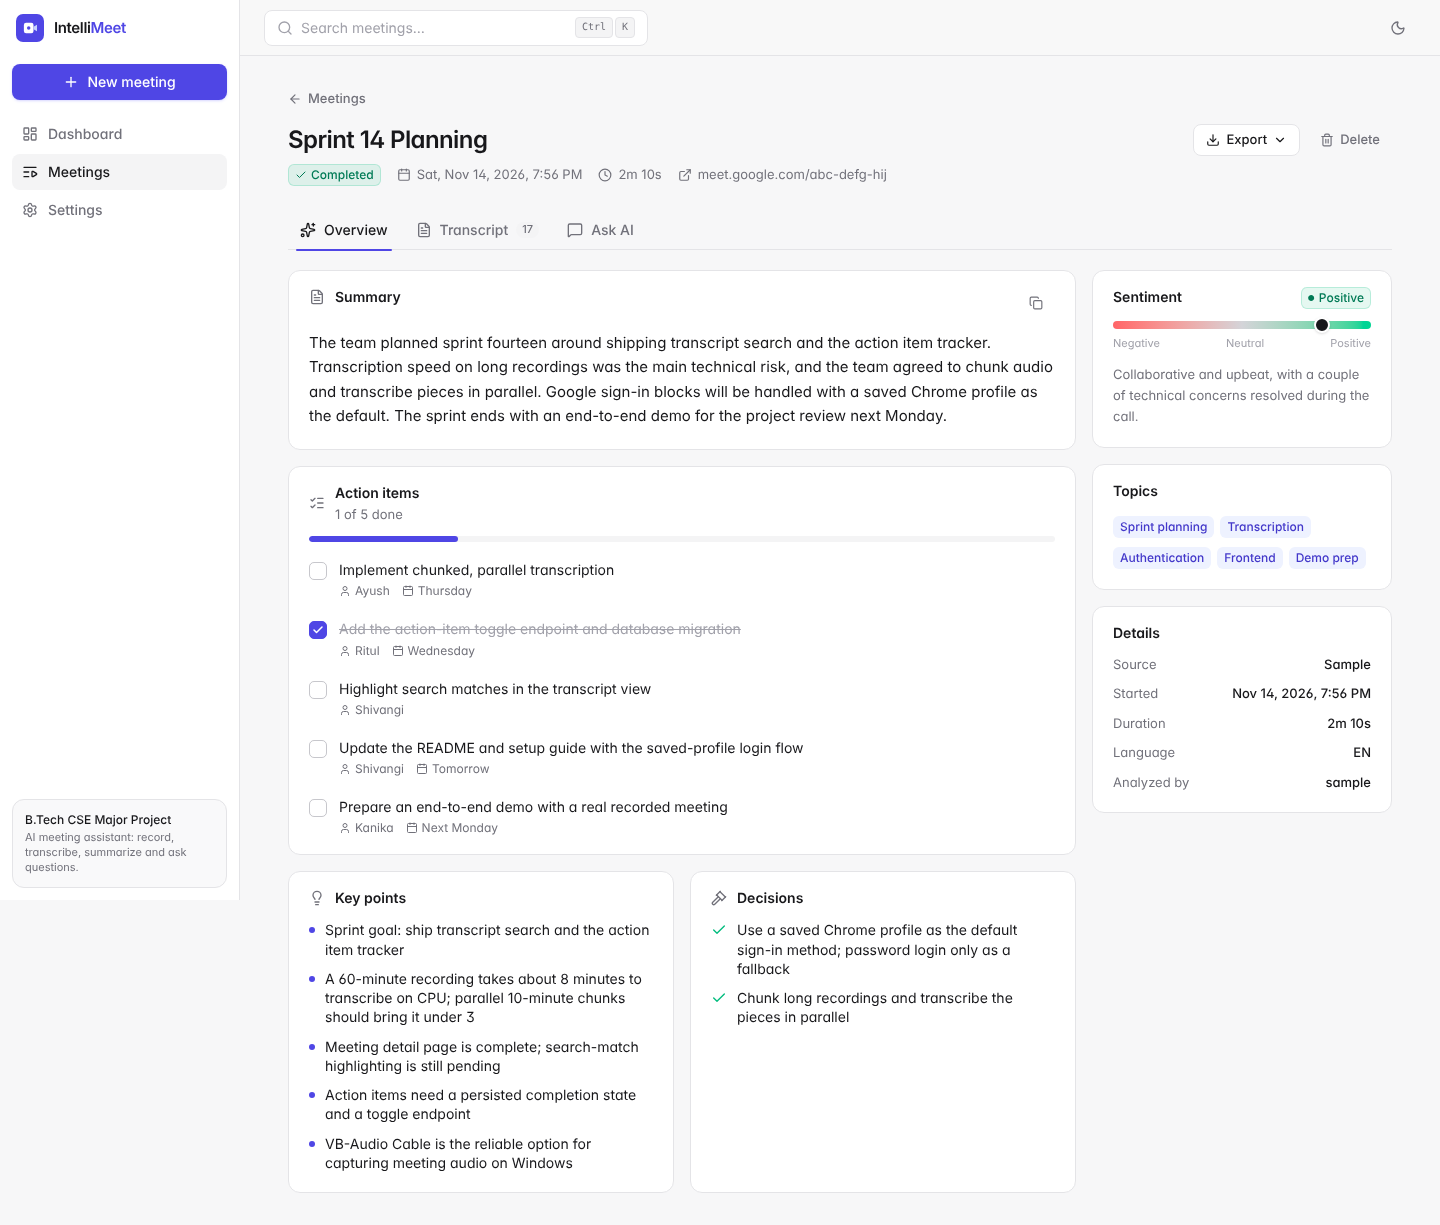 IntelliMeet
New meeting
Dashboard
Meetings
Settings
B.Tech CSE Major Project
AI meeting assistant: record,
transcribe, summarize and ask
questions.
Search meetings...
Ctrl K
Meetings
Sprint 14 Planning
Export
Delete
Completed
Sat, Nov 14, 2026, 7:56 PM
2m 10s
meet.google.com/abc-defg-hij
Overview
Transcript 17
Ask AI
Summary
The team planned sprint fourteen around shipping transcript search and the action item tracker.
Transcription speed on long recordings was the main technical risk, and the team agreed to chunk audio
and transcribe pieces in parallel. Google sign-in blocks will be handled with a saved Chrome profile as
the default. The sprint ends with an end-to-end demo for the project review next Monday.
Action items
1 of 5 done
Implement chunked, parallel transcription
Ayush Thursday
Add the action-item toggle endpoint and database migration
Ritul Wednesday
Highlight search matches in the transcript view
Shivangi
Update the README and setup guide with the saved-profile login flow
Shivangi Tomorrow
Prepare an end-to-end demo with a real recorded meeting
Kanika Next Monday
Key points
Sprint goal: ship transcript search and the action
item tracker
A 60-minute recording takes about 8 minutes to
transcribe on CPU; parallel 10-minute chunks
should bring it under 3
Meeting detail page is complete; search-match
highlighting is still pending
Action items need a persisted completion state
and a toggle endpoint
VB-Audio Cable is the reliable option for
capturing meeting audio on Windows
Decisions
Use a saved Chrome profile as the default
sign-in method; password login only as a
fallback
Chunk long recordings and transcribe the
pieces in parallel
Sentiment
Positive
Negative Neutral Positive
Collaborative and upbeat, with a couple
of technical concerns resolved during the
call.
Topics
Sprint planning Transcription
Authentication Frontend Demo prep
Details
Source Sample
Started Nov 14, 2026, 7:56 PM
Duration 2m 10s
Language EN
Analyzed by sample